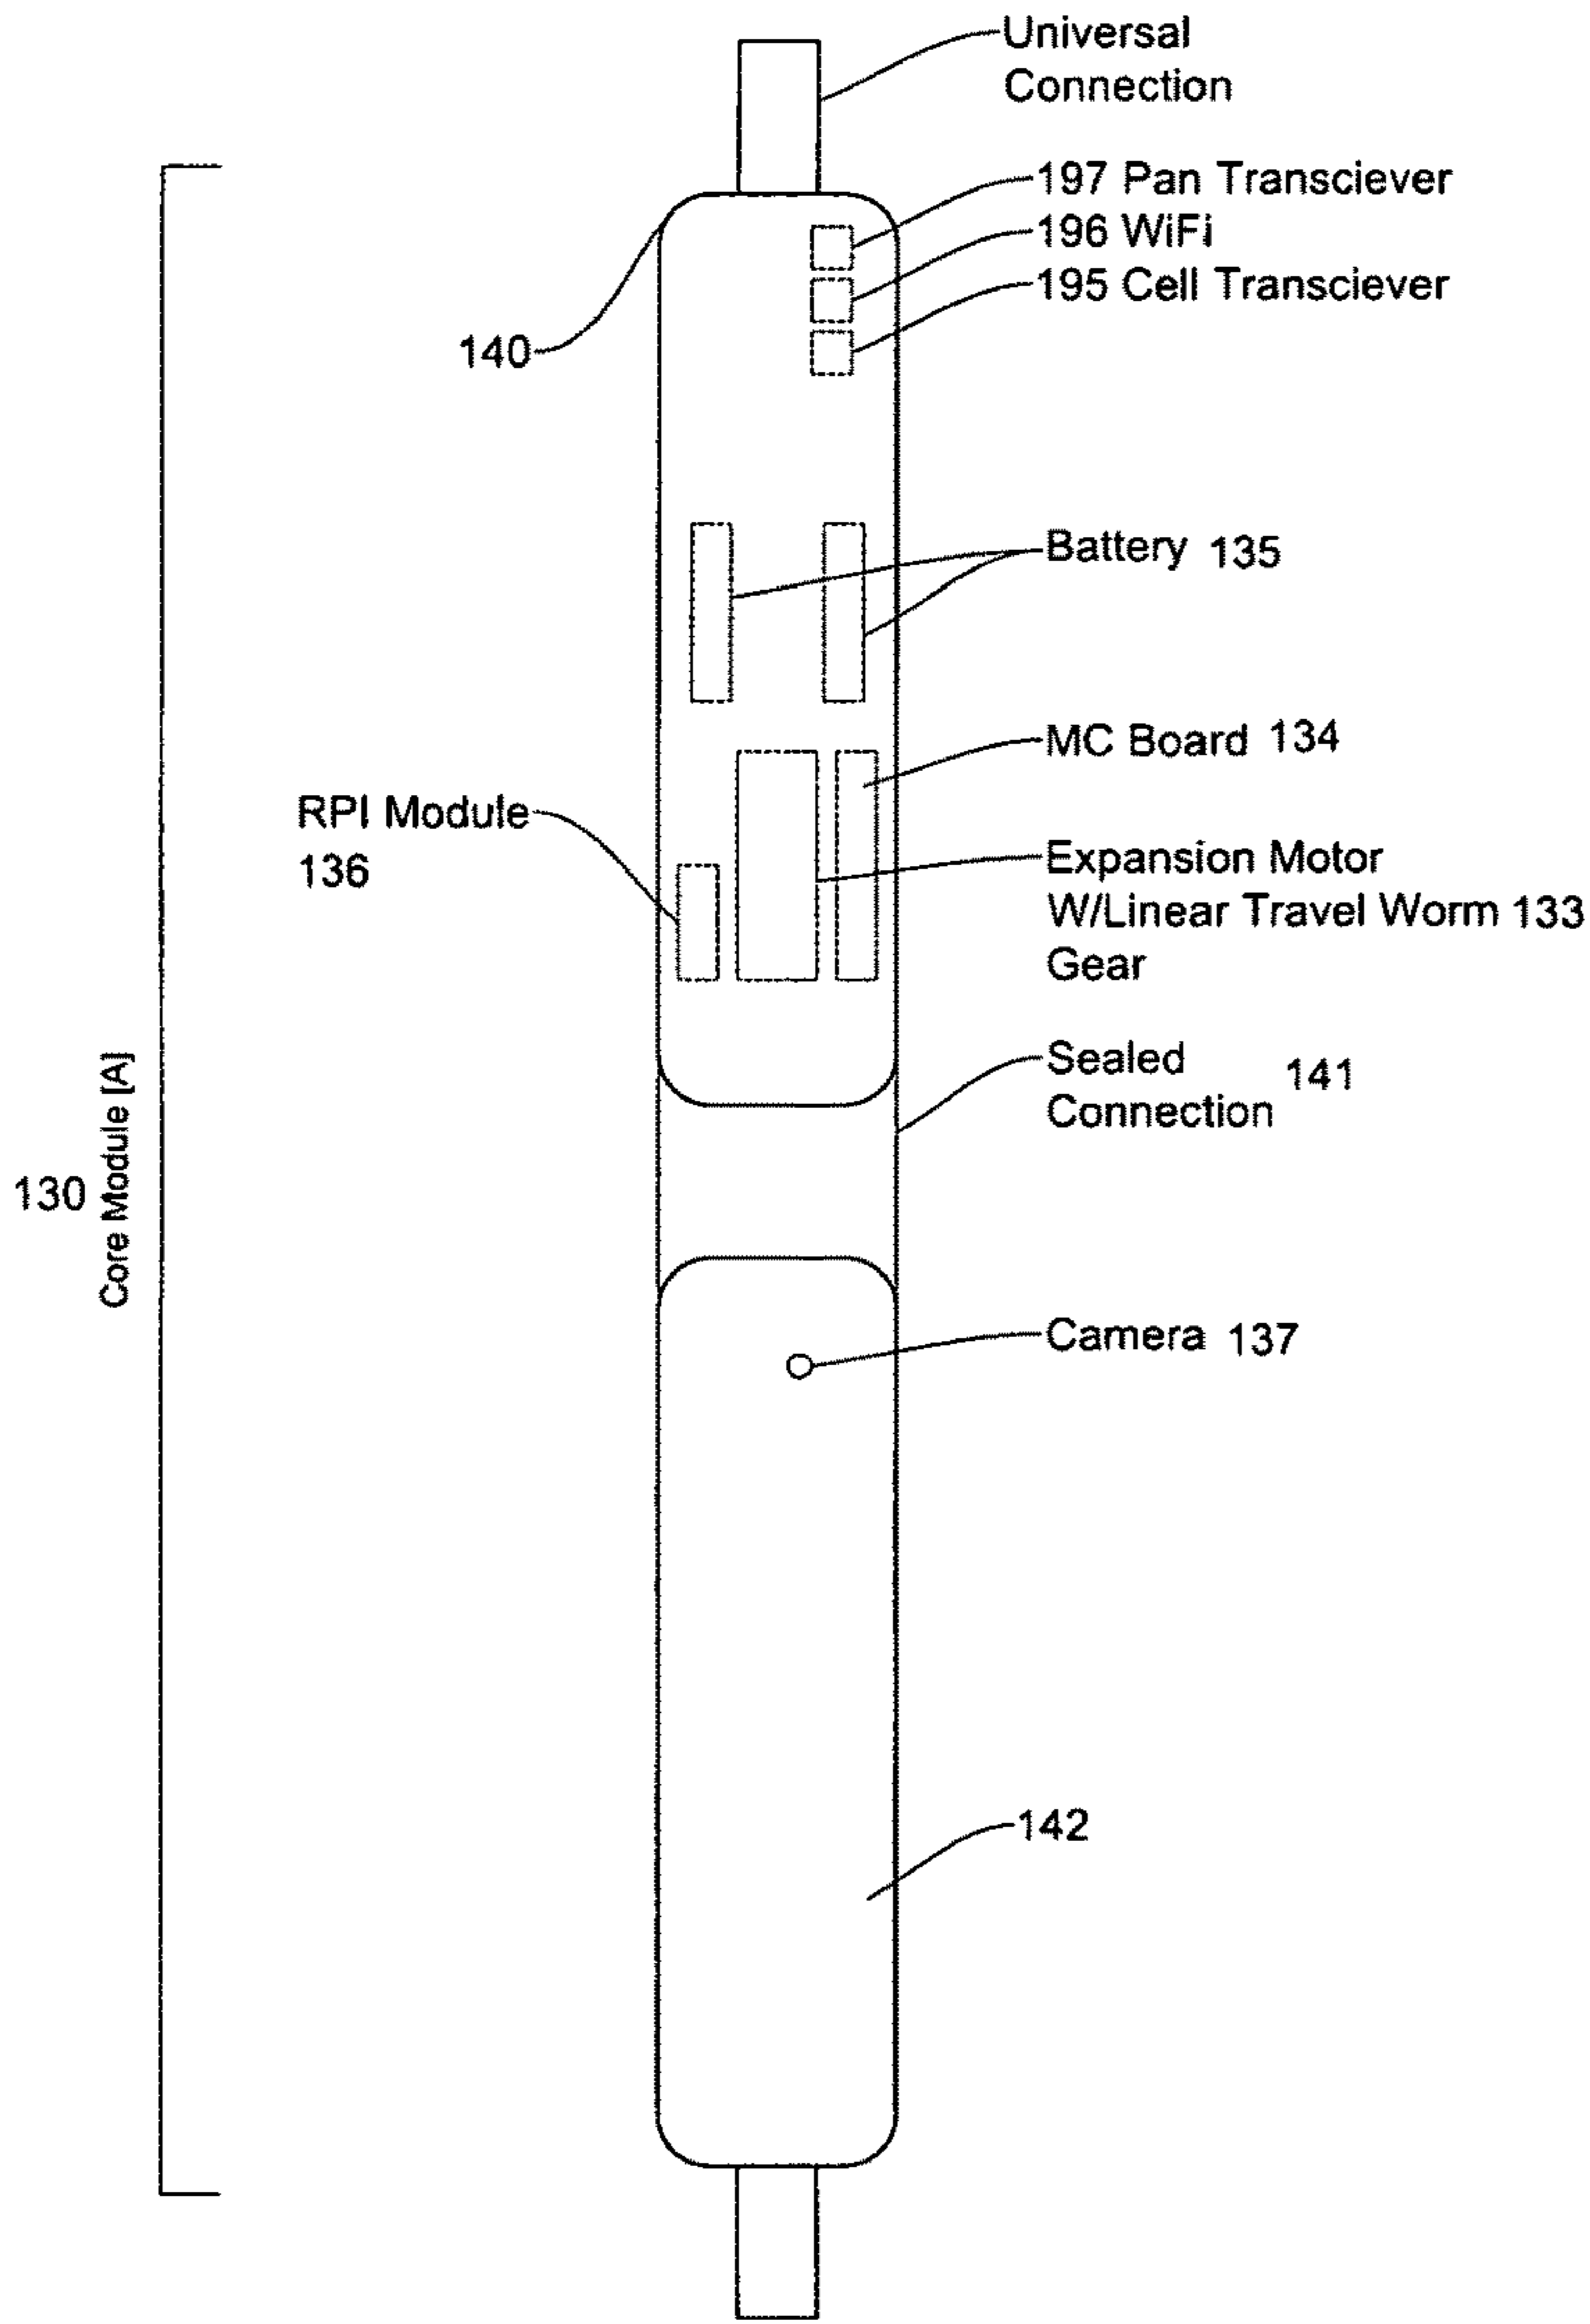 Universal
Connection
197 Pan Transciever
196 WiFi
195 Cell Transciever
140
Battery 135
MC Board 134
RPI Module
136
Expansion Motor
W/Linear Travel Worm 133
Gear
Sealed
Connection 141
130 Core Module [A]
Camera 137
142